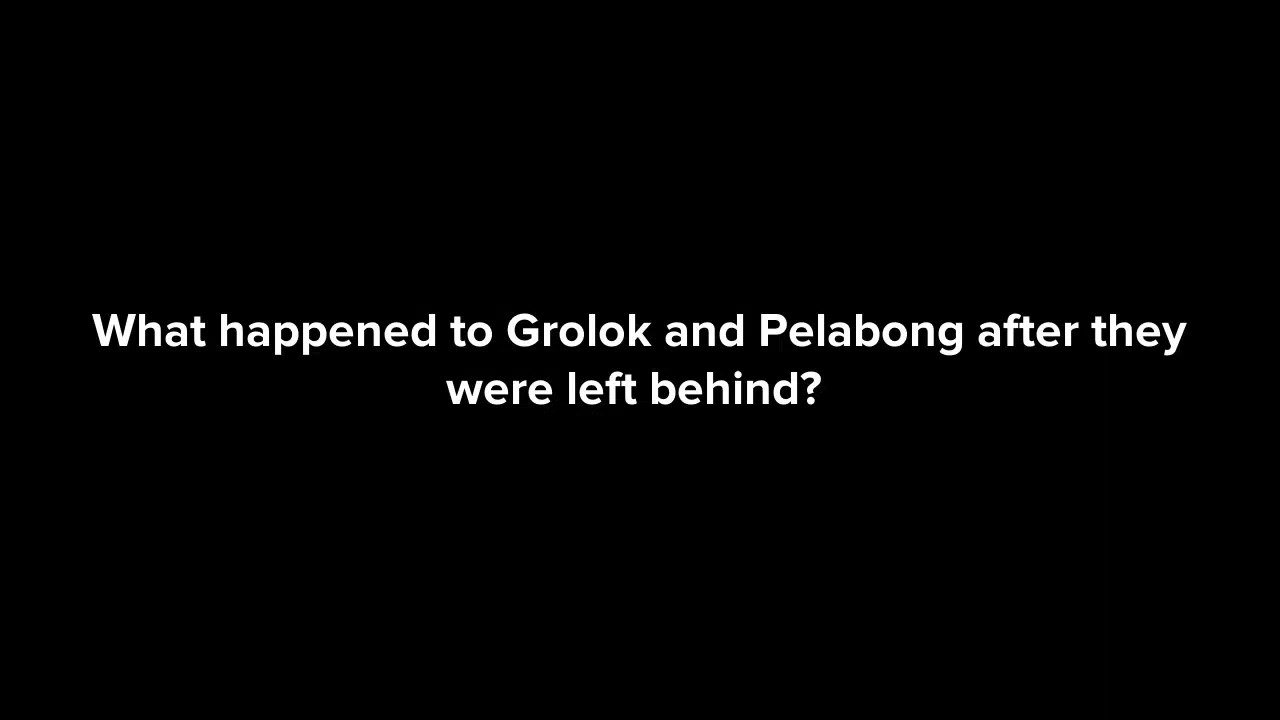 What happened to Grolok and Pelabong after they
were left behind?